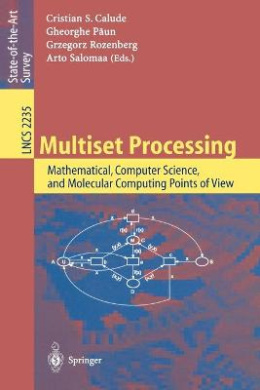 Cristian S. Calude
Gheorghe Păun
Grzegorz Rozenberg
Arto Salomaa (Eds.)
State-of-the-Art
Survey
LNCS 2235
Multiset Processing
Mathematical, Computer Science,
and Molecular Computing Points of View
Springer